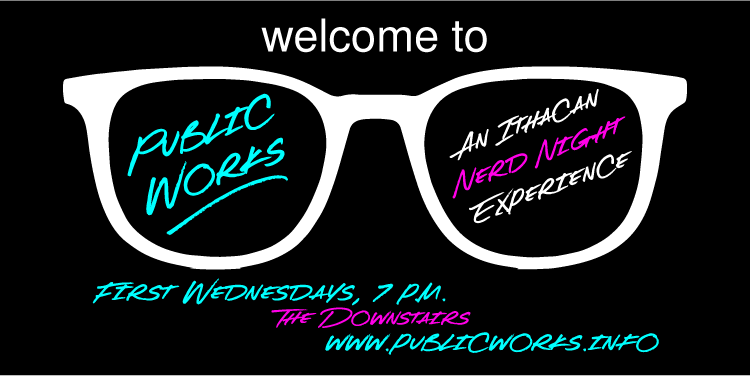 welcome to
PUBLIC
WORKS
AN ITHACAN
NERD NIGHT
EXPERIENCE
FIRST WEDNESDAYS, 7 P.M.
THE DOWNSTAIRS
WWW.PUBLICWORKS.INFO